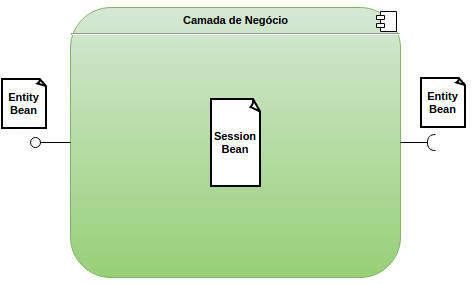 Camada de Negócio
Entity
Bean
Session
Bean
Entity
Bean